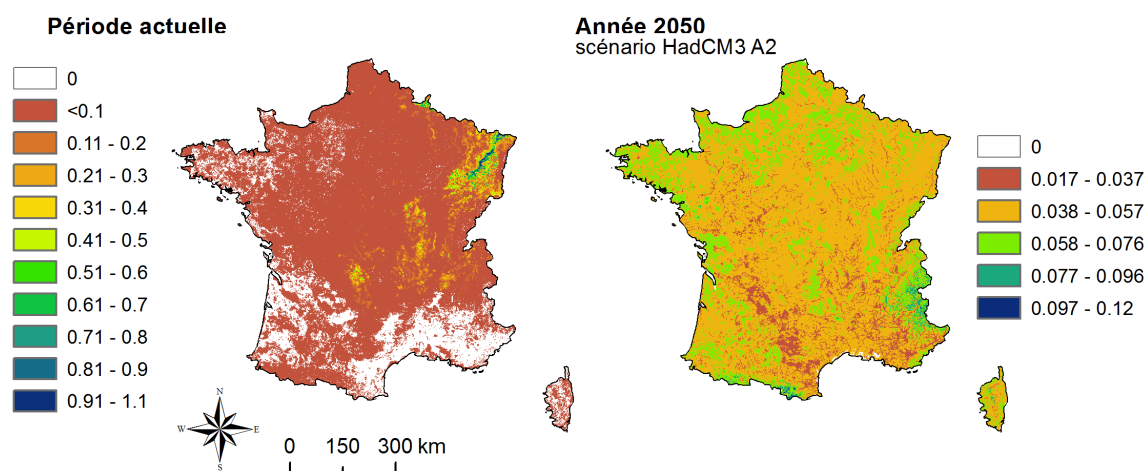 Période actuelle
0
<0.1
0.11 - 0.2
0.21 - 0.3
0.31 - 0.4
0.41 - 0.5
0.51 - 0.6
0.61 - 0.7
0.71 - 0.8
0.81 - 0.9
0.91 - 1.1
N
W E
S
0 150 300 km
Année 2050
scénario HadCM3 A2
0
0.017 - 0.037
0.038 - 0.057
0.058 - 0.076
0.077 - 0.096
0.097 - 0.12